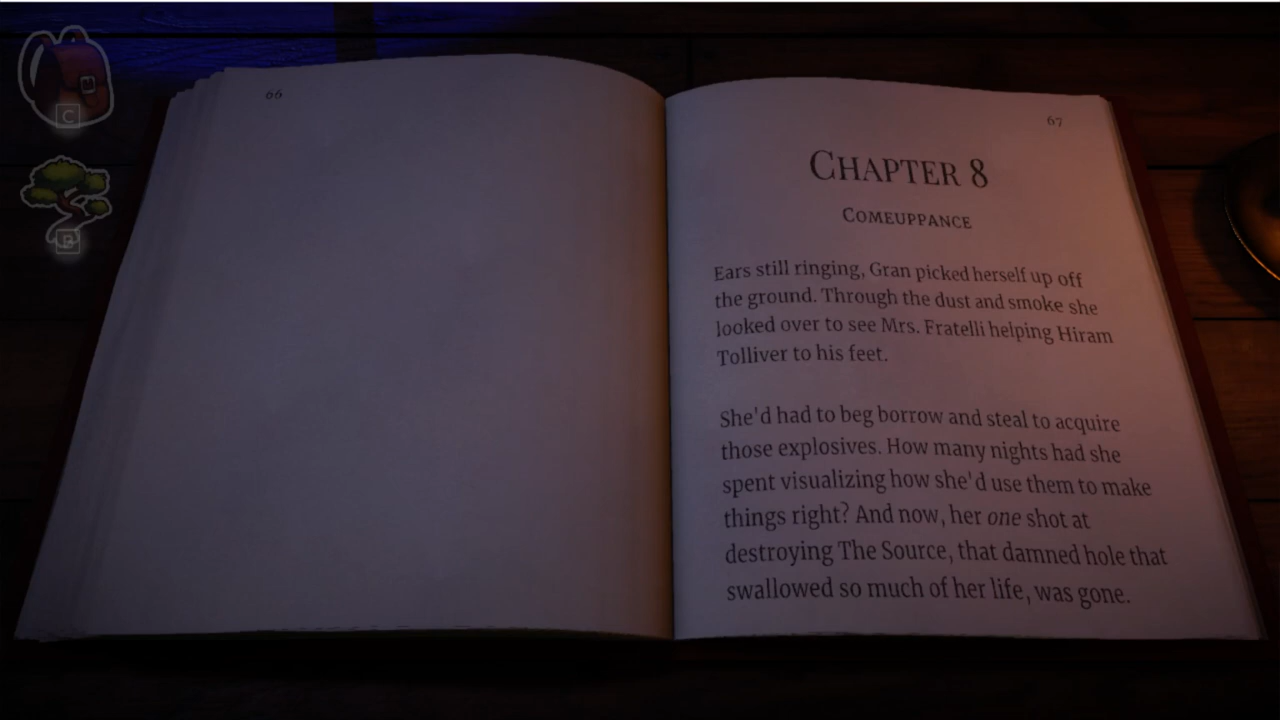 C
B
66
67
Chapter 8
Comeuppance
Ears still ringing, Gran picked herself up off
the ground. Through the dust and smoke she
looked over to see Mrs. Fratelli helping Hiram
Tolliver to his feet.
She'd had to beg borrow and steal to acquire
those explosives. How many nights had she
spent visualizing how she'd use them to make
things right? And now, her one shot at
destroying The Source, that damned hole that
swallowed so much of her life, was gone.